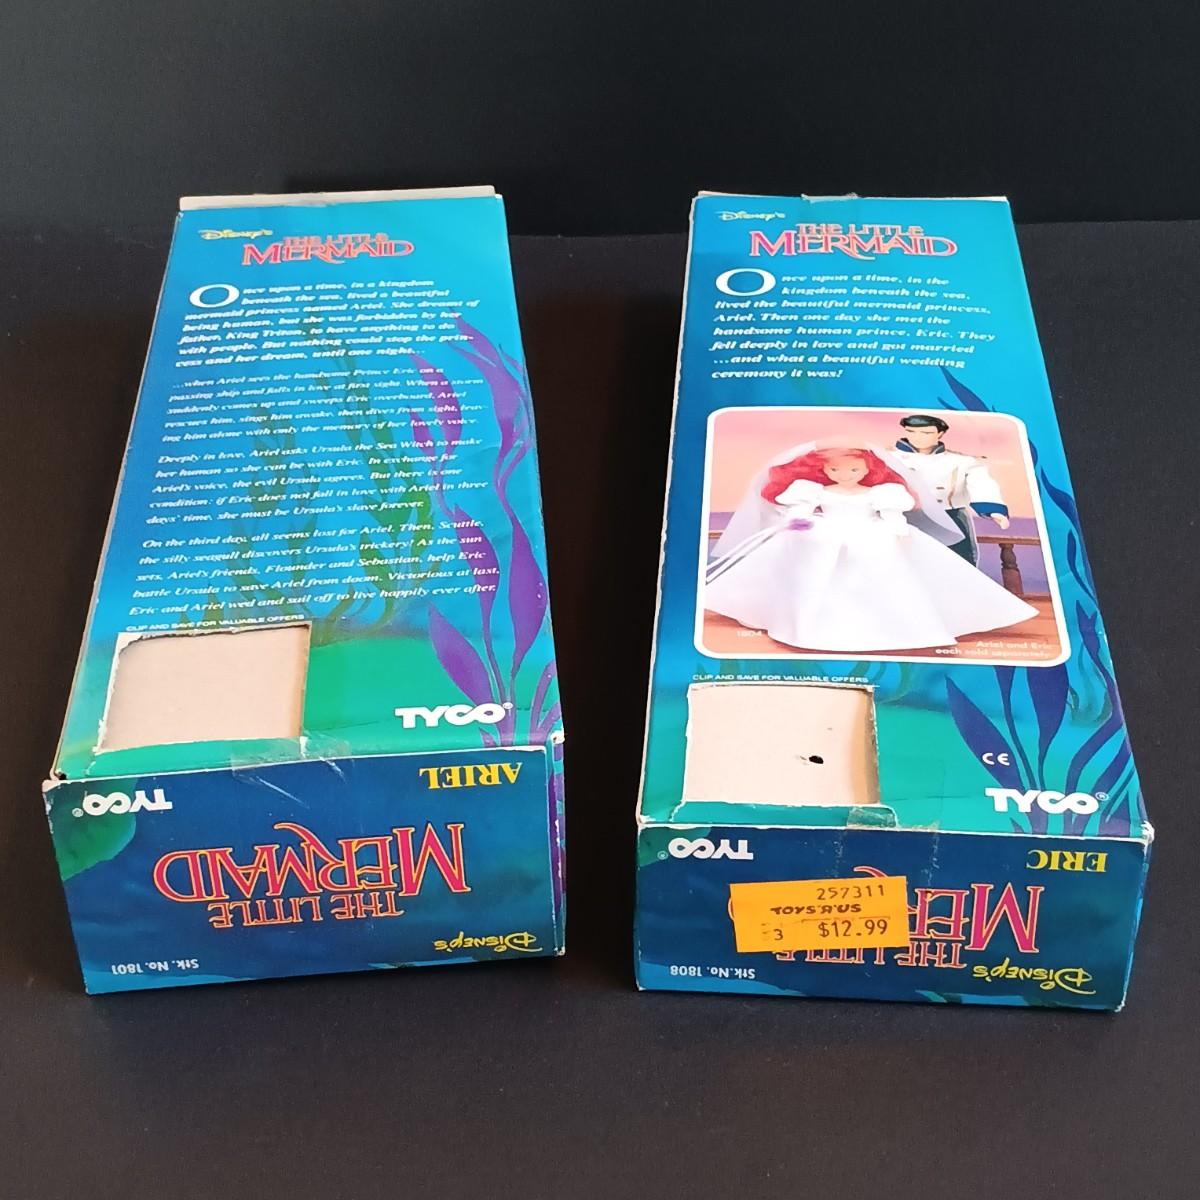 Disney's
THE LITTLE
MERMAID
Once upon a time, in a kingdom
beneath the sea, lived a beautiful
mermaid princess named Ariel. She dreamt of
being human, but she was forbidden by her
father, King Triton, to have anything to do
with people. But nothing could stop the prin-
cess and her dream, until one night...
...when Ariel sees the handsome Prince Eric on a
passing ship and falls in love at first sight. When a storm
suddenly comes up and sweeps Eric overboard, Ariel
rescues him, sings him awake, then dives from sight, leav-
ing him alone with only the memory of her lovely voice.
Deeply in love, Ariel asks Ursula the Sea Witch to make
her human so she can be with Eric. In exchange for
Ariel's voice, the evil Ursula agrees. But there is one
condition: if Eric does not fall in love with Ariel in three
days' time, she must be Ursula's slave forever.
On the third day, all seems lost for Ariel. Then, Scuttle,
the silly seagull discovers Ursula's trickery! As the sun
sets, Ariel's friends, Flounder and Sebastian, help Eric
battle Ursula to save Ariel from doom. Victorious at last,
Eric and Ariel wed and sail off to live happily ever after.
CLIP AND SAVE FOR VALUABLE OFFERS
TYCO®
ARIEL
TYCO®
Disney's
THE LITTLE
MERMAID
Stk. No. 1801
Disney's
THE LITTLE
MERMAID
Once upon a time, in the
kingdom beneath the sea,
lived the beautiful mermaid princess,
Ariel. Then one day she met the
handsome human prince, Eric. They
fell deeply in love and got married
...and what a beautiful wedding
ceremony it was!
1804
Ariel and Eric
each sold separately.
CLIP AND SAVE FOR VALUABLE OFFERS
CE
TYCO®
ERIC
TYCO®
Disney's
THE LITTLE
MER
Stk. No. 1808
257311
TOYS "R" US
$12.99